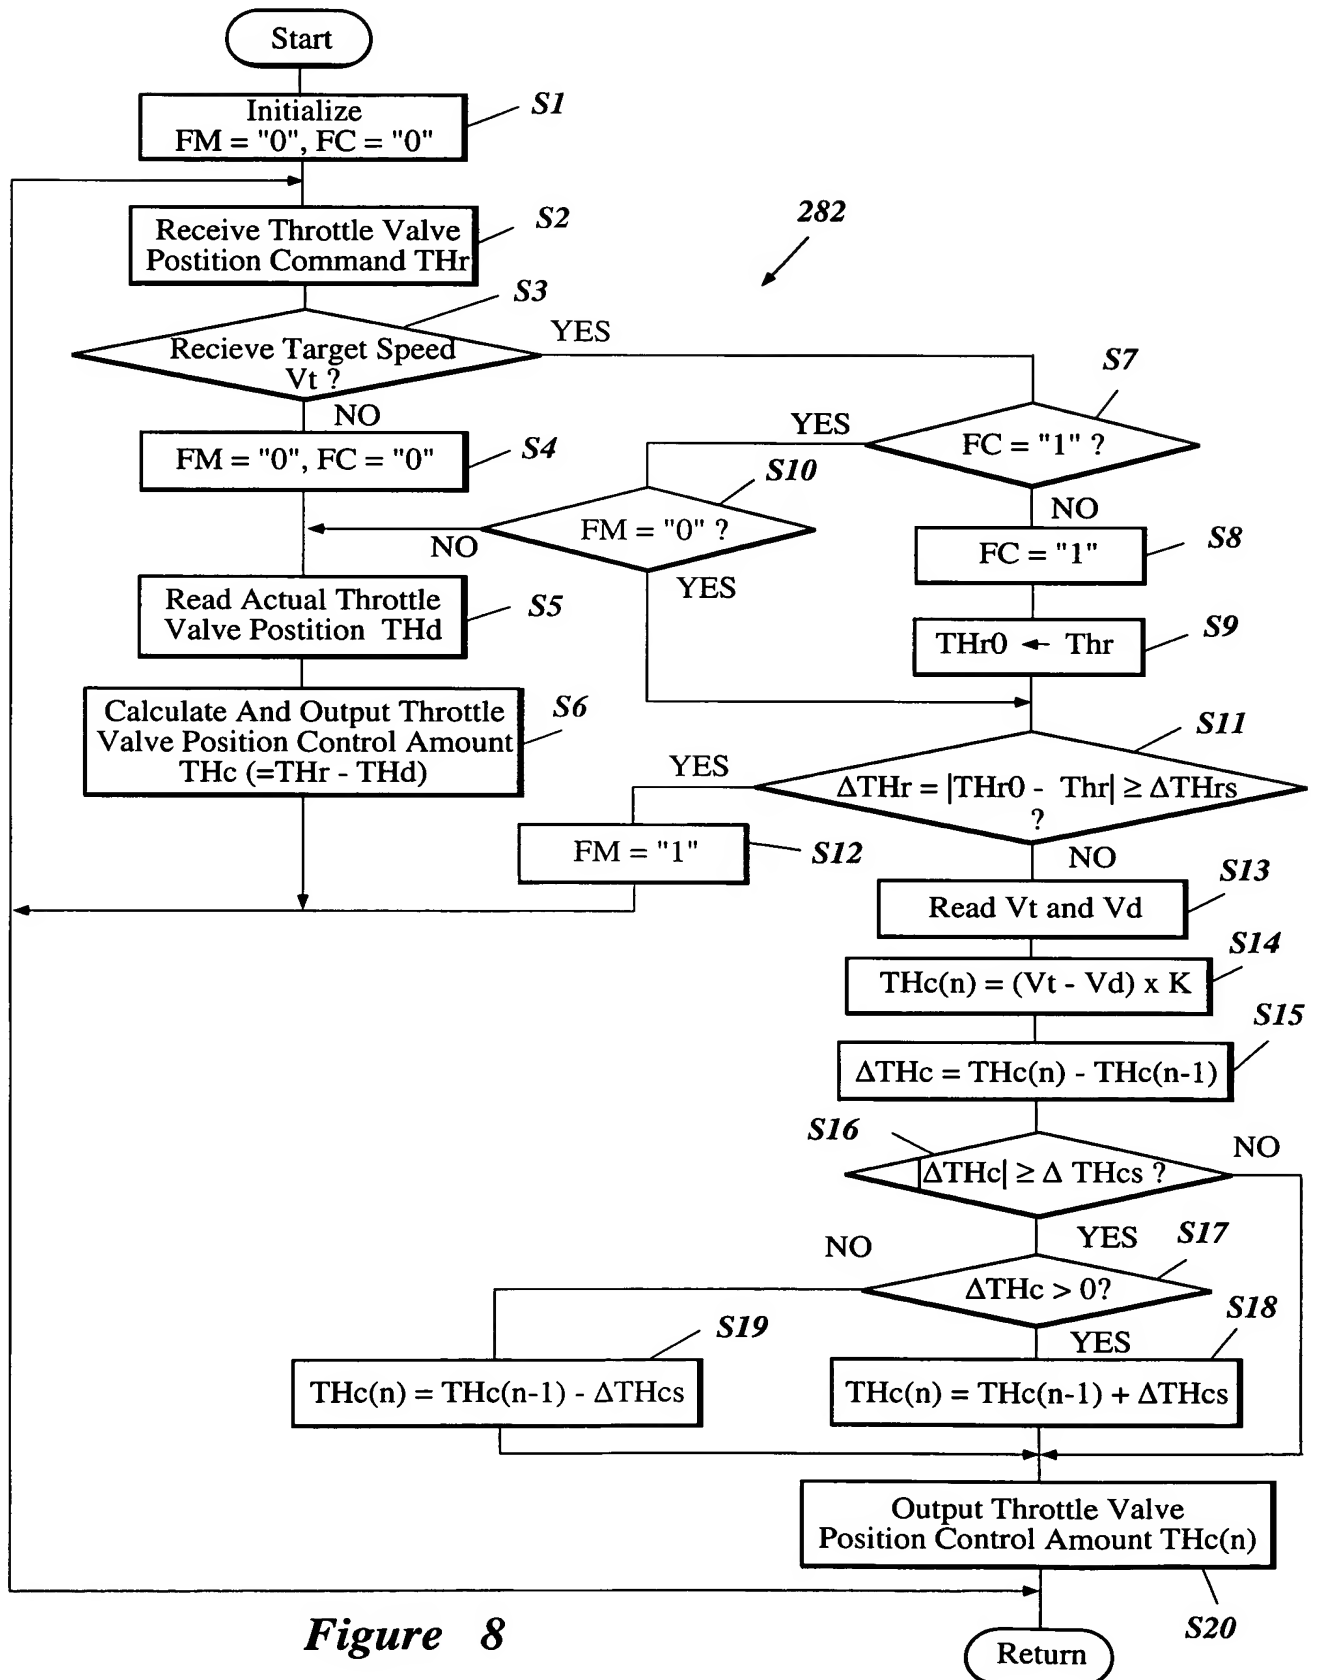 Start
Initialize
FM = "0", FC = "0"
S1
Receive Throttle Valve
Postition Command THr
S2
282
S3
Recieve Target Speed
Vt ?
YES
NO
S7
FC = "1" ?
YES
NO
FM = "0", FC = "0"
S4
S10
FM = "0" ?
NO
YES
FC = "1"
S8
Read Actual Throttle
Valve Postition THd
S5
THr0 ← Thr
S9
Calculate And Output Throttle
Valve Position Control Amount
THc (=THr - THd)
S6
S11
ΔTHr = |THr0 - Thr| ≥ ΔTHrs
?
YES
NO
FM = "1"
S12
S13
Read Vt and Vd
S14
THc(n) = (Vt - Vd) x K
S15
ΔTHc = THc(n) - THc(n-1)
S16
|ΔTHc| ≥ Δ THcs ?
NO
YES
S17
ΔTHc > 0?
NO
YES
S18
S19
THc(n) = THc(n-1) - ΔTHcs
THc(n) = THc(n-1) + ΔTHcs
Output Throttle Valve
Position Control Amount THc(n)
S20
Return
Figure 8